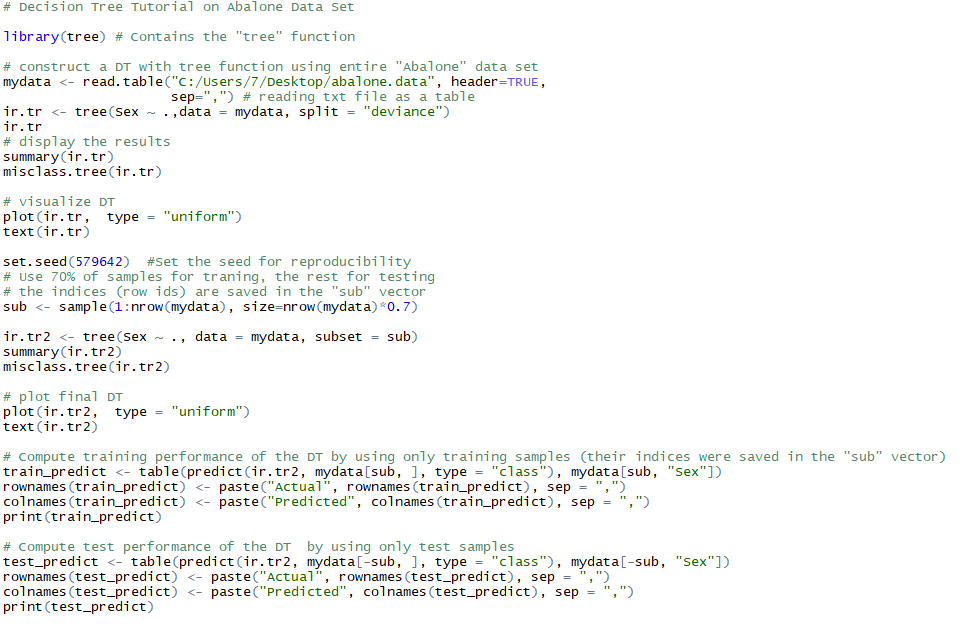 # Decision Tree Tutorial on Abalone Data Set
library(tree) # Contains the "tree" function
# construct a DT with tree function using entire "Abalone" data set
mydata <- read.table("C:/Users/7/Desktop/abalone.data", header=TRUE,
sep=",") # reading txt file as a table
ir.tr <- tree(Sex ~ .,data = mydata, split = "deviance")
ir.tr
# display the results
summary(ir.tr)
misclass.tree(ir.tr)
# visualize DT
plot(ir.tr,  type = "uniform")
text(ir.tr)
set.seed(579642)  #Set the seed for reproducibility
# Use 70% of samples for traning, the rest for testing
# the indices (row ids) are saved in the "sub" vector
sub <- sample(1:nrow(mydata), size=nrow(mydata)*0.7)
ir.tr2 <- tree(Sex ~ ., data = mydata, subset = sub)
summary(ir.tr2)
misclass.tree(ir.tr2)
# plot final DT
plot(ir.tr2,  type = "uniform")
text(ir.tr2)
# Compute training performance of the DT by using only training samples (their indices were saved in the "sub" vector)
train_predict <- table(predict(ir.tr2, mydata[sub, ], type = "class"), mydata[sub, "Sex"])
rownames(train_predict) <- paste("Actual", rownames(train_predict), sep = ",")
colnames(train_predict) <- paste("Predicted", colnames(train_predict), sep = ",")
print(train_predict)
# Compute test performance of the DT  by using only test samples
test_predict <- table(predict(ir.tr2, mydata[-sub, ], type = "class"), mydata[-sub, "Sex"])
rownames(test_predict) <- paste("Actual", rownames(test_predict), sep = ",")
colnames(test_predict) <- paste("Predicted", colnames(test_predict), sep = ",")
print(test_predict)